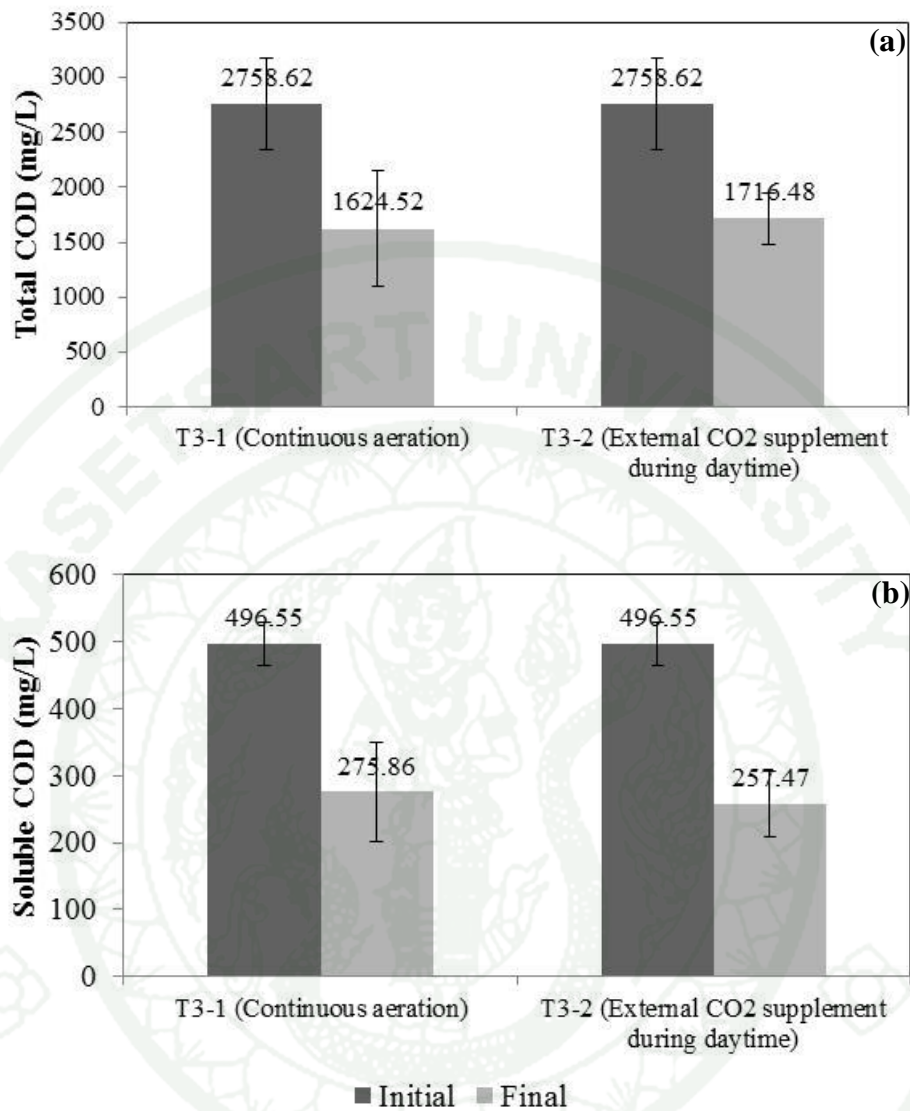 (a)
Total COD (mg/L)
3500
3000
2500
2000
1500
1000
500
0
2758.62
1624.52
2758.62
1716.48
T3-1 (Continuous aeration)
T3-2 (External CO2 supplement
during daytime)
(b)
Soluble COD (mg/L)
600
500
400
300
200
100
0
496.55
275.86
496.55
257.47
T3-1 (Continuous aeration)
T3-2 (External CO2 supplement
during daytime)
Initial Final
KASETSART UNIVERSITY